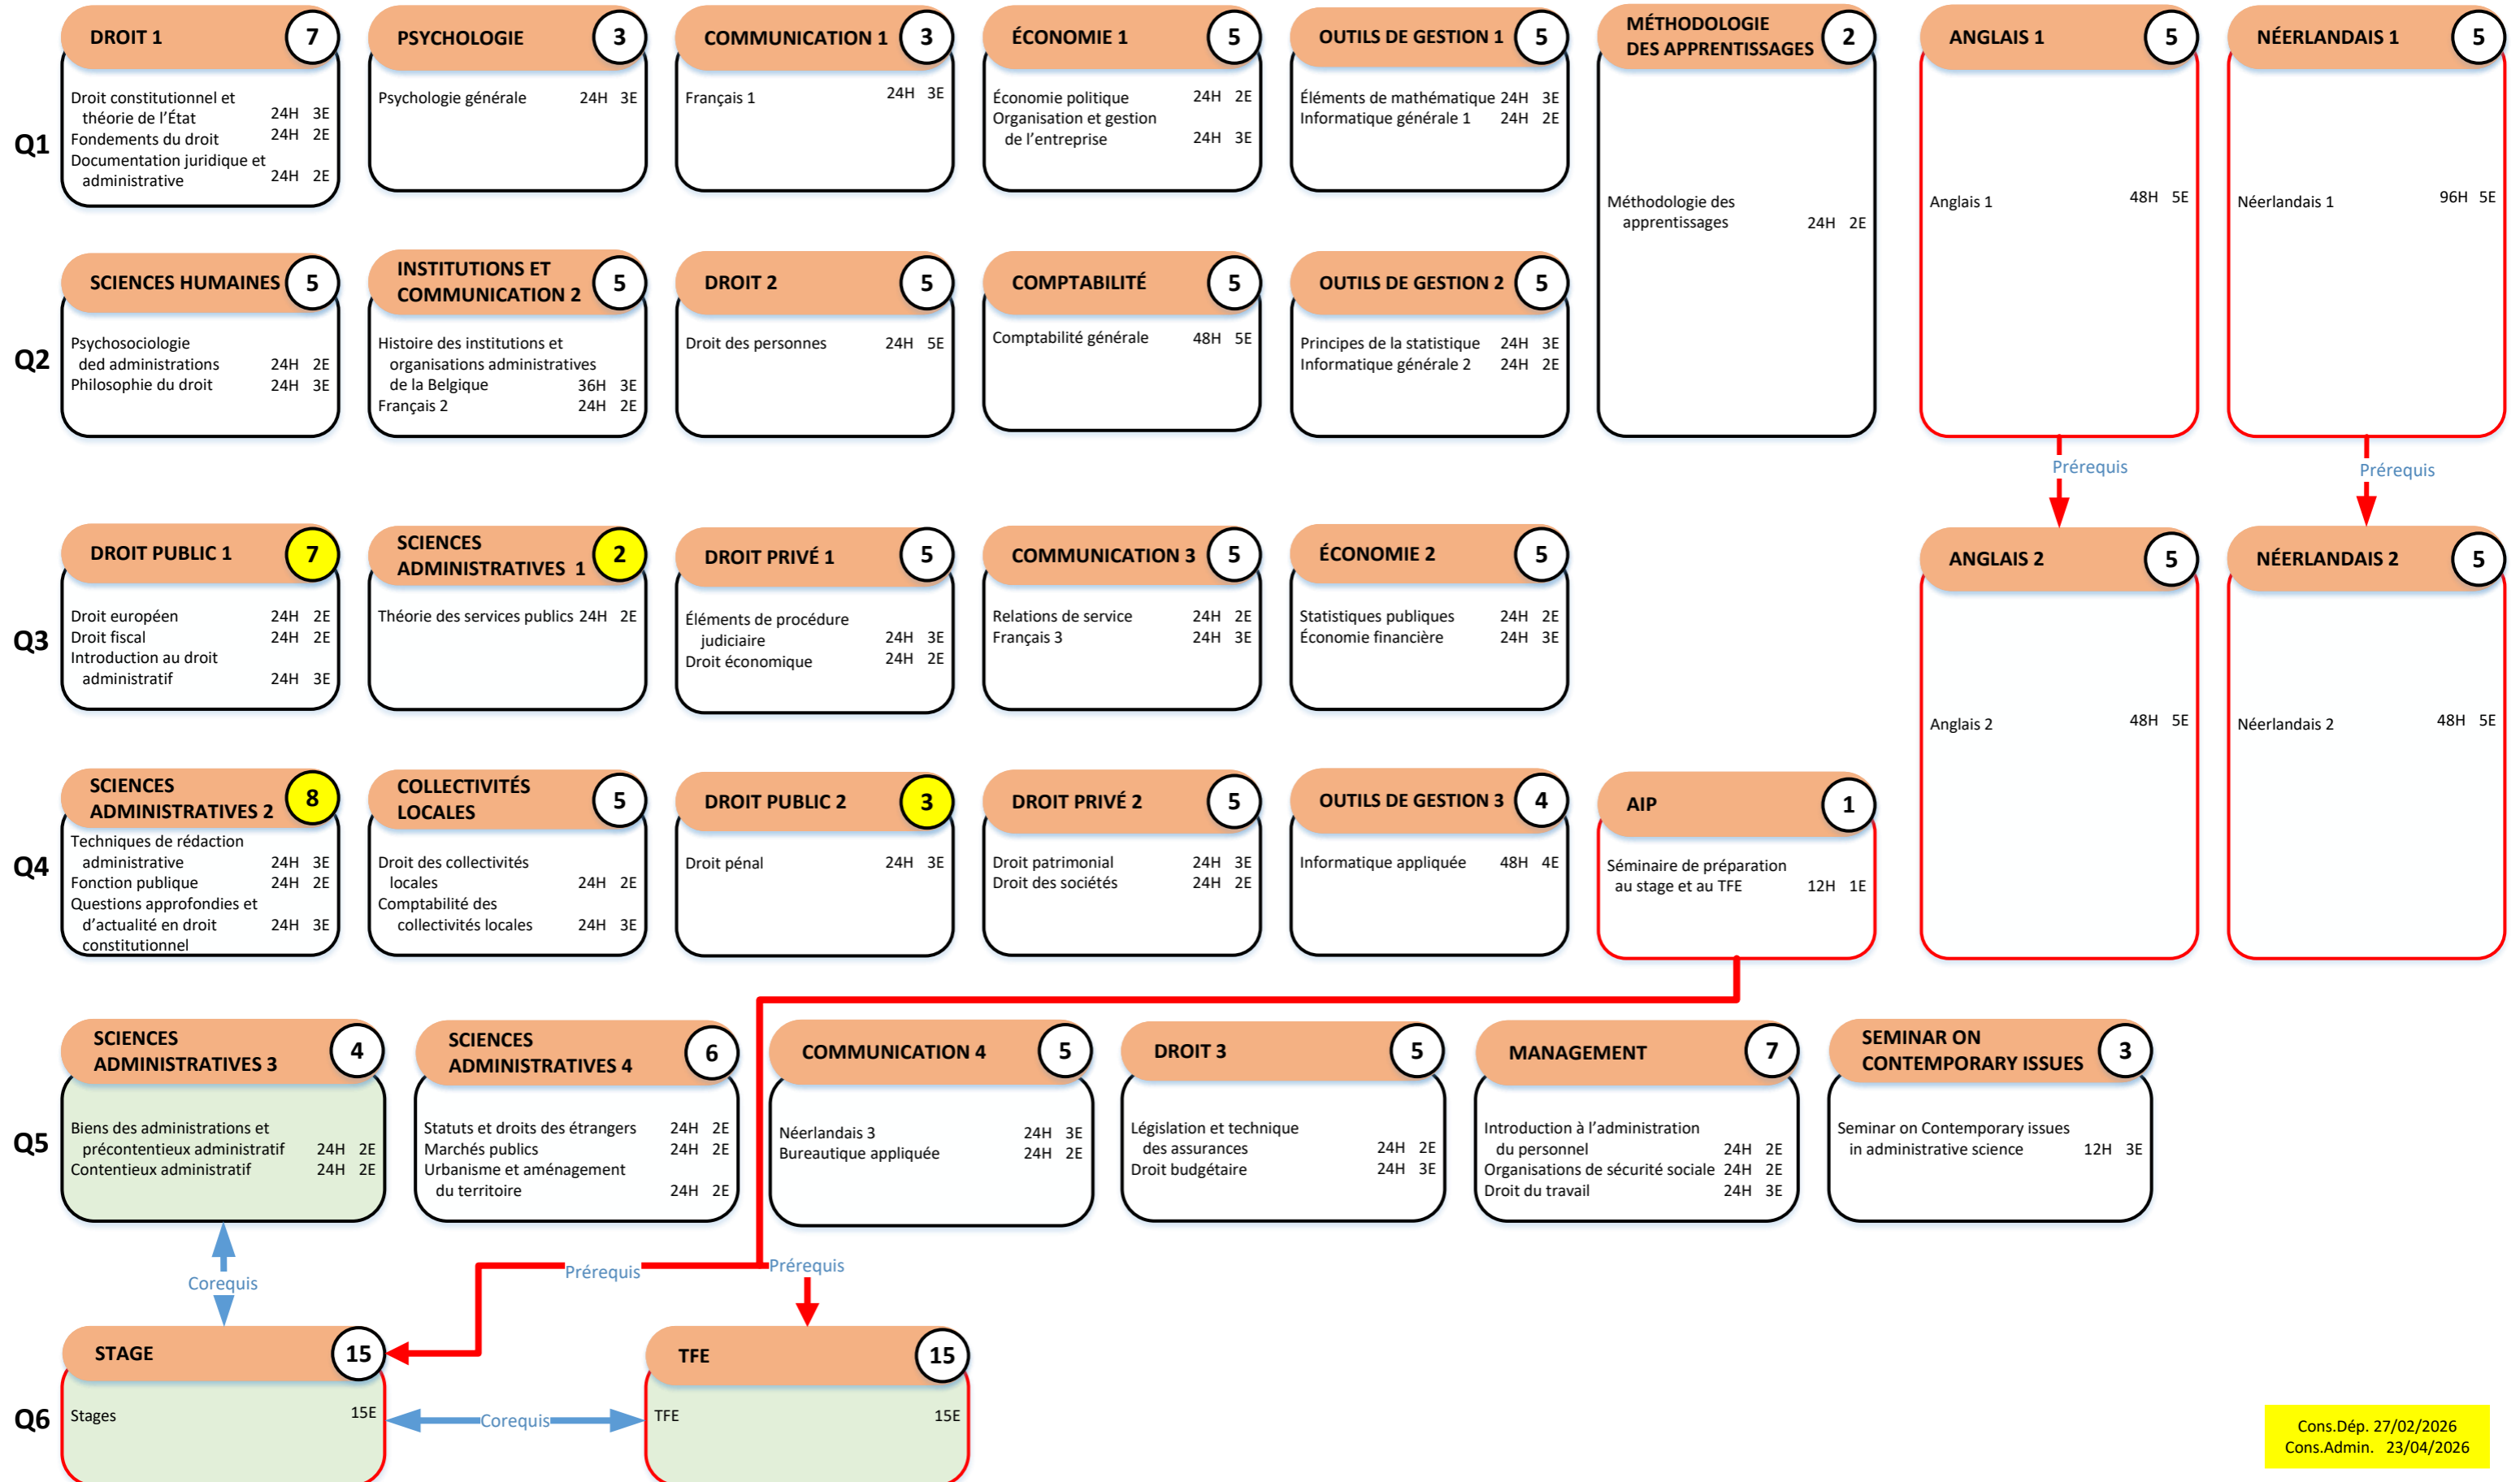 DROIT 1 7
Droit constitutionnel et
théorie de l’État 24H 3E
Fondements du droit 24H 2E
Documentation juridique et
administrative 24H 2E
PSYCHOLOGIE 3
Psychologie générale 24H 3E
COMMUNICATION 1 3
Français 1 24H 3E
ÉCONOMIE 1 5
Économie politique 24H 2E
Organisation et gestion
de l’entreprise 24H 3E
OUTILS DE GESTION 1 5
Éléments de mathématique 24H 3E
Informatique générale 1 24H 2E
MÉTHODOLOGIE
DES APPRENTISSAGES 2
Méthodologie des
apprentissages 24H 2E
ANGLAIS 1 5
Anglais 1 48H 5E
NÉERLANDAIS 1 5
Néerlandais 1 96H 5E
Q1
SCIENCES HUMAINES 5
Psychosociologie
ded administrations 24H 2E
Philosophie du droit 24H 3E
INSTITUTIONS ET
COMMUNICATION 2 5
Histoire des institutions et
organisations administratives
de la Belgique 36H 3E
Français 2 24H 2E
DROIT 2 5
Droit des personnes 24H 5E
COMPTABILITÉ 5
Comptabilité générale 48H 5E
OUTILS DE GESTION 2 5
Principes de la statistique 24H 3E
Informatique générale 2 24H 2E
Q2
Prérequis
Prérequis
DROIT PUBLIC 1 7
Droit européen 24H 2E
Droit fiscal 24H 2E
Introduction au droit
administratif 24H 3E
SCIENCES
ADMINISTRATIVES 1 2
Théorie des services publics 24H 2E
DROIT PRIVÉ 1 5
Éléments de procédure
judiciaire 24H 3E
Droit économique 24H 2E
COMMUNICATION 3 5
Relations de service 24H 2E
Français 3 24H 3E
ÉCONOMIE 2 5
Statistiques publiques 24H 2E
Économie financière 24H 3E
ANGLAIS 2 5
Anglais 2 48H 5E
NÉERLANDAIS 2 5
Néerlandais 2 48H 5E
Q3
SCIENCES
ADMINISTRATIVES 2 8
Techniques de rédaction
administrative 24H 3E
Fonction publique 24H 2E
Questions approfondies et
d’actualité en droit 24H 3E
constitutionnel
COLLECTIVITÉS
LOCALES 5
Droit des collectivités
locales 24H 2E
Comptabilité des
collectivités locales 24H 3E
DROIT PUBLIC 2 3
Droit pénal 24H 3E
DROIT PRIVÉ 2 5
Droit patrimonial 24H 3E
Droit des sociétés 24H 2E
OUTILS DE GESTION 3 4
Informatique appliquée 48H 4E
AIP 1
Séminaire de préparation
au stage et au TFE 12H 1E
Q4
SCIENCES
ADMINISTRATIVES 3 4
Biens des administrations et
précontentieux administratif 24H 2E
Contentieux administratif 24H 2E
SCIENCES
ADMINISTRATIVES 4 6
Statuts et droits des étrangers 24H 2E
Marchés publics 24H 2E
Urbanisme et aménagement
du territoire 24H 2E
COMMUNICATION 4 5
Néerlandais 3 24H 3E
Bureautique appliquée 24H 2E
DROIT 3 5
Législation et technique
des assurances 24H 2E
Droit budgétaire 24H 3E
MANAGEMENT 7
Introduction à l’administration
du personnel 24H 2E
Organisations de sécurité sociale 24H 2E
Droit du travail 24H 3E
SEMINAR ON
CONTEMPORARY ISSUES 3
Seminar on Contemporary issues
in administrative science 12H 3E
Q5
Corequis
Prérequis
Prérequis
STAGE 15
Stages 15E
Corequis
TFE 15
TFE 15E
Q6
Cons.Dép. 27/02/2026
Cons.Admin. 23/04/2026